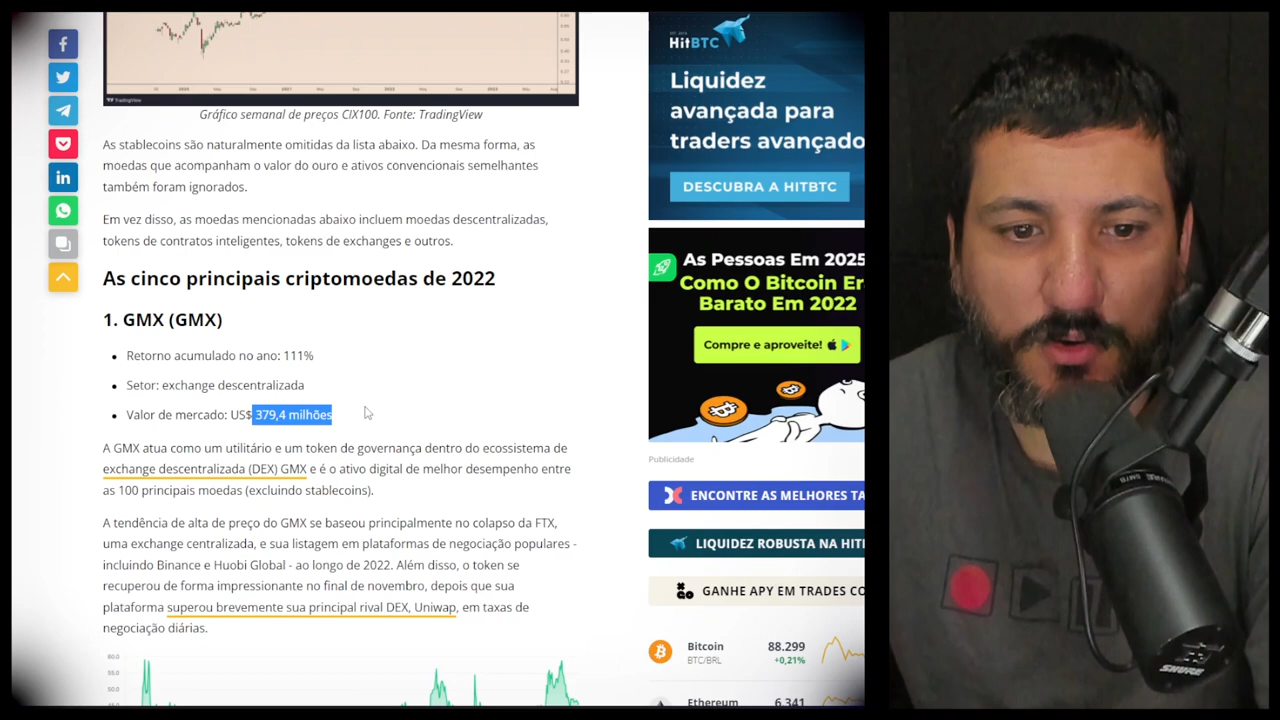 TradingView
Gráfico semanal de preços CIX100. Fonte: TradingView
As stablecoins são naturalmente omitidas da lista abaixo. Da mesma forma, as
moedas que acompanham o valor do ouro e ativos convencionais semelhantes
também foram ignorados.
Em vez disso, as moedas mencionadas abaixo incluem moedas descentralizadas,
tokens de contratos inteligentes, tokens de exchanges e outros.
As cinco principais criptomoedas de 2022
1. GMX (GMX)
Retorno acumulado no ano: 111%
Setor: exchange descentralizada
Valor de mercado: US$ 379,4 milhões
A GMX atua como um utilitário e um token de governança dentro do ecossistema de
exchange descentralizada (DEX) GMX e é o ativo digital de melhor desempenho entre
as 100 principais moedas (excluindo stablecoins).
A tendência de alta de preço do GMX se baseou principalmente no colapso da FTX,
uma exchange centralizada, e sua listagem em plataformas de negociação populares -
incluindo Binance e Huobi Global - ao longo de 2022. Além disso, o token se
recuperou de forma impressionante no final de novembro, depois que sua
plataforma superou brevemente sua principal rival DEX, Uniwap, em taxas de
negociação diárias.
HitBTC
Liquidez
avançada para
traders avançado
DESCUBRA A HITBTC
As Pessoas Em 2025
Como O Bitcoin Er
Barato Em 2022
Compre e aproveite!
Publicidade
ENCONTRE AS MELHORES TA
LIQUIDEZ ROBUSTA NA HIT
GANHE APY EM TRADES CO
Bitcoin 88.299
BTC/BRL +0,21%
Ethereum 6.341
SHURE